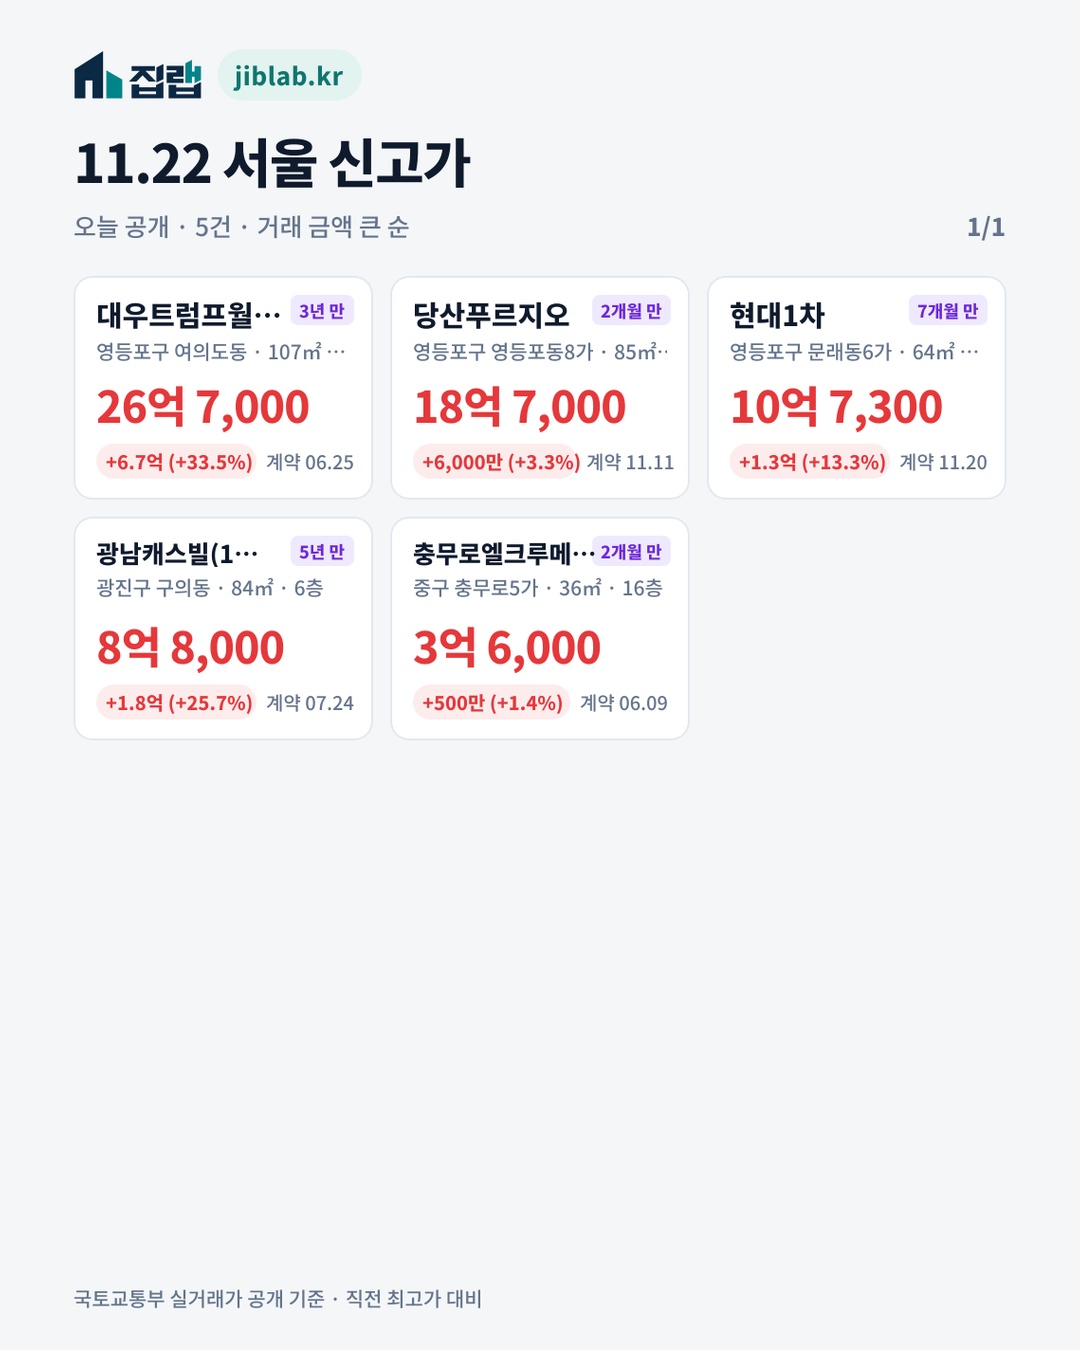 집랩 jiblab.kr
11.22 서울 신고가
오늘 공개 · 5건 · 거래 금액 큰 순 1/1
대우트럼프월… 3년 만
영등포구 여의도동 · 107㎡ …
26억 7,000
+6.7억 (+33.5%) 계약 06.25
당산푸르지오 2개월 만
영등포구 영등포동8가 · 85㎡··
18억 7,000
+6,000만 (+3.3%) 계약 11.11
현대1차 7개월 만
영등포구 문래동6가 · 64㎡ …
10억 7,300
+1.3억 (+13.3%) 계약 11.20
광남캐스빌(1… 5년 만
광진구 구의동 · 84㎡ · 6층
8억 8,000
+1.8억 (+25.7%) 계약 07.24
충무로엘크루메… 2개월 만
중구 충무로5가 · 36㎡ · 16층
3억 6,000
+500만 (+1.4%) 계약 06.09
국토교통부 실거래가 공개 기준 · 직전 최고가 대비